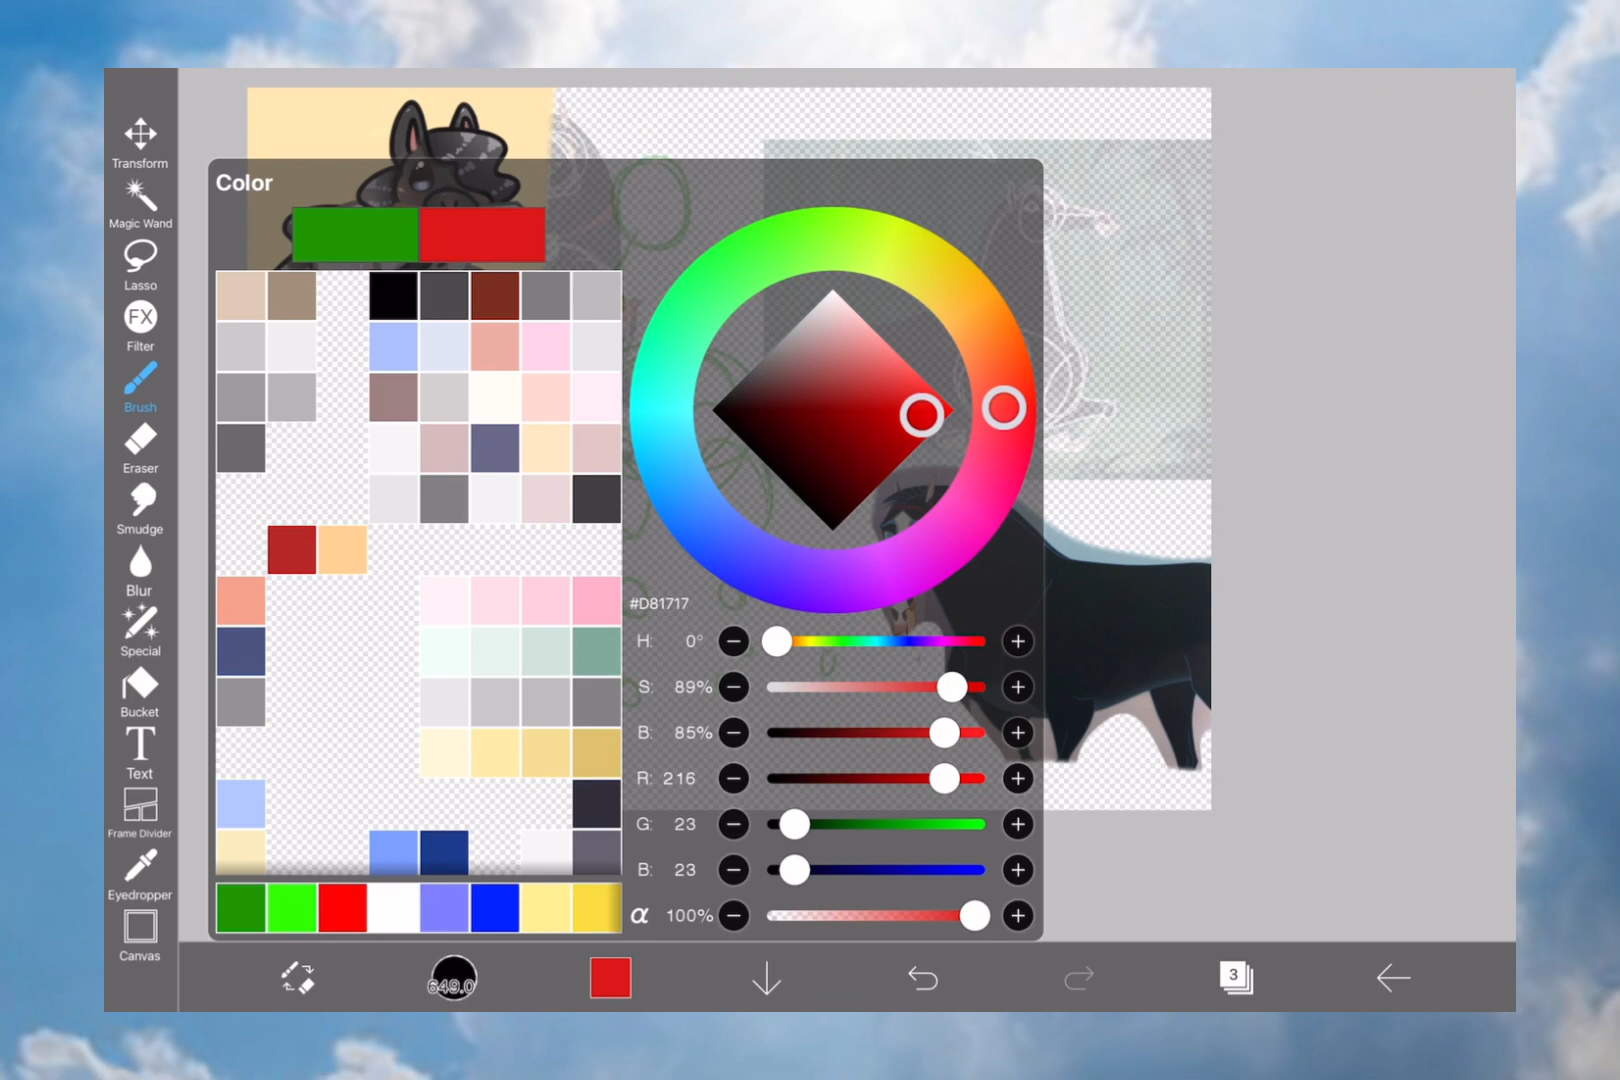 Transform
Magic Wand
Lasso
FX
Filter
Brush
Eraser
Smudge
Blur
Special
Bucket
T
Text
Frame Divider
Eyedropper
Canvas
Color
#D81717
H: 0°
S: 89%
B: 85%
R: 216
G: 23
B: 23
α 100%
649.0
3